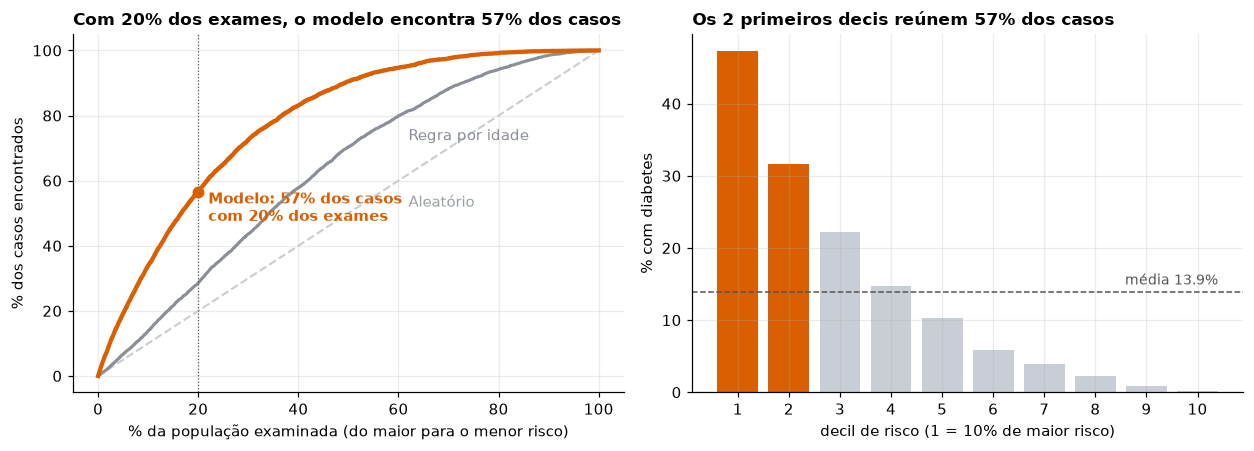 Com 20% dos exames, o modelo encontra 57% dos casos
% dos casos encontrados
100
80
60
40
20
0
Regra por idade
Aleatório
Modelo: 57% dos casos
com 20% dos exames
0 20 40 60 80 100
% da população examinada (do maior para o menor risco)
Os 2 primeiros decis reúnem 57% dos casos
% com diabetes
40
30
20
10
0
média 13.9%
1 2 3 4 5 6 7 8 9 10
decil de risco (1 = 10% de maior risco)